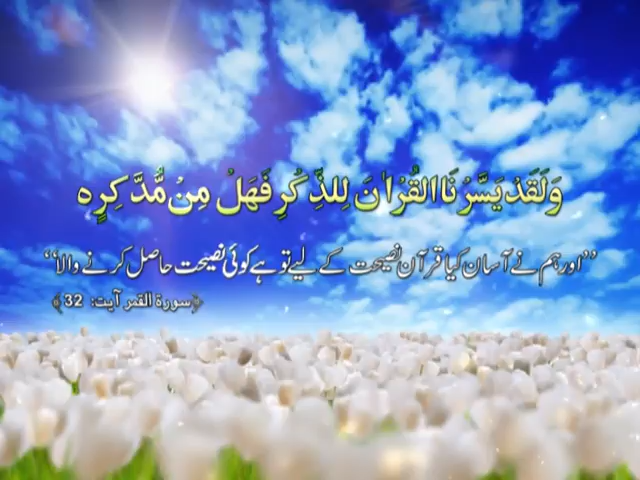 وَلَقَدْ يَسَّرْنَا الْقُرْاٰنَ لِلذِّكْرِ فَهَلْ مِنْ مُّدَّكِرٍه
’’اور ہم نے آسان کیا قرآن نصیحت کے لیے تو ہے کوئی نصیحت حاصل کرنے والا‘‘
﴿سورۃ القمر آیت: 32﴾